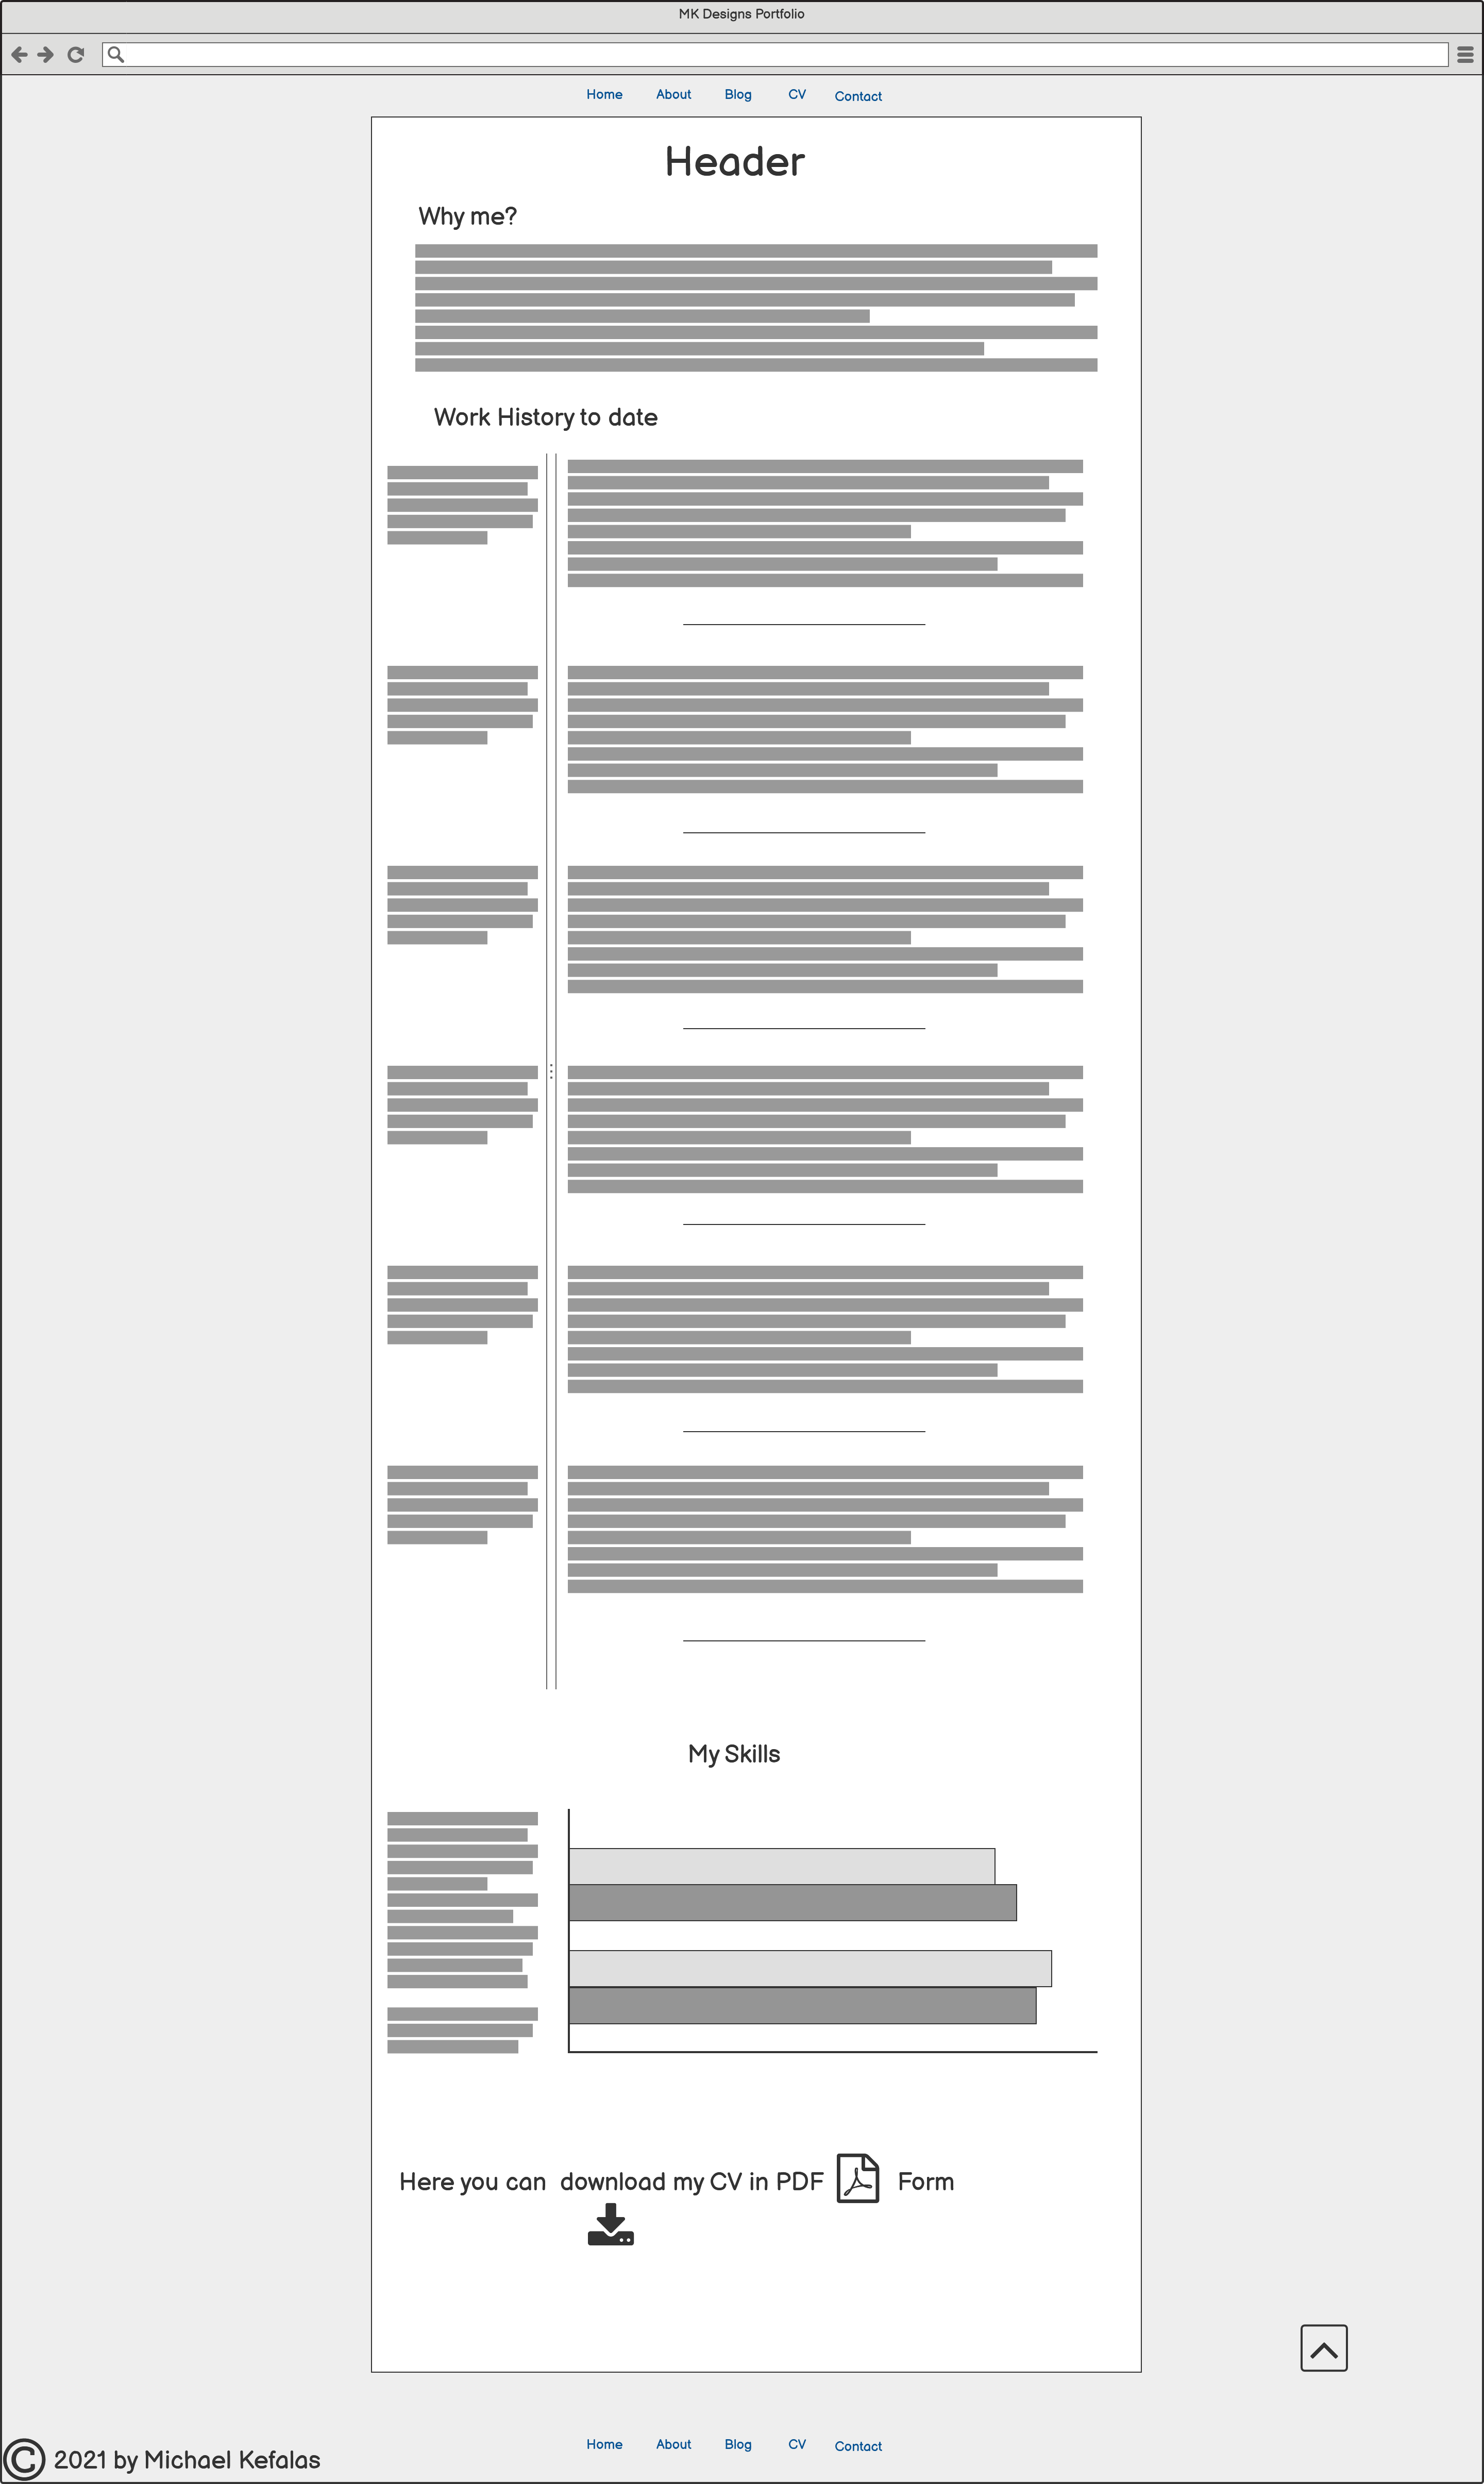 MK Designs Portfolio
Home About Blog CV Contact
Header
Why me?
Work History to date
My Skills
Here you can download my CV in PDF Form
Home About Blog CV Contact
© 2021 by Michael Kefalas